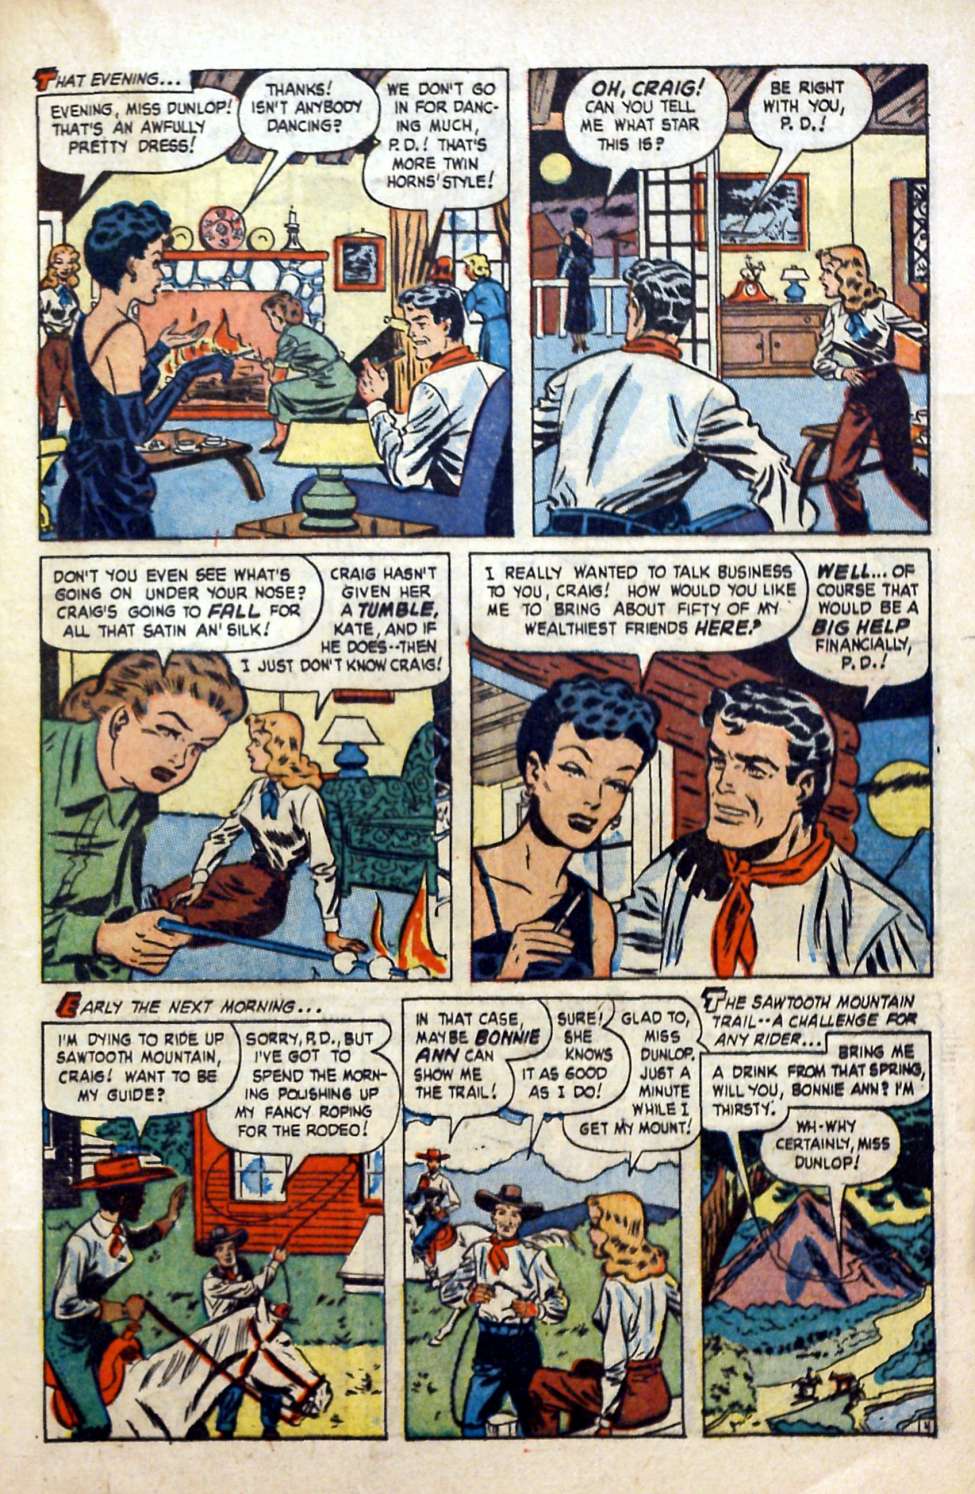 THAT EVENING...
EVENING, MISS DUNLOP!
THAT'S AN AWFULLY
PRETTY DRESS!
THANKS!
ISN'T ANYBODY
DANCING?
WE DON'T GO
IN FOR DANC-
ING MUCH,
P.D.! THAT'S
MORE TWIN
HORNS' STYLE!
OH, CRAIG!
CAN YOU TELL
ME WHAT STAR
THIS IS?
BE RIGHT
WITH YOU,
P.D.!
DON'T YOU EVEN SEE WHAT'S
GOING ON UNDER YOUR NOSE?
CRAIG'S GOING TO FALL FOR
ALL THAT SATIN AN' SILK!
CRAIG HASN'T
GIVEN HER
A TUMBLE,
KATE, AND IF
HE DOES--THEN
I JUST DON'T KNOW CRAIG!
I REALLY WANTED TO TALK BUSINESS
TO YOU, CRAIG! HOW WOULD YOU LIKE
ME TO BRING ABOUT FIFTY OF MY
WEALTHIEST FRIENDS HERE?
WELL...OF
COURSE THAT
WOULD BE A
BIG HELP
FINANCIALLY,
P.D.!
EARLY THE NEXT MORNING...
I'M DYING TO RIDE UP
SAWTOOTH MOUNTAIN,
CRAIG! WANT TO BE
MY GUIDE?
SORRY, P.D., BUT
I'VE GOT TO
SPEND THE MORN-
ING POLISHING UP
MY FANCY ROPING
FOR THE RODEO!
IN THAT CASE,
MAYBE BONNIE
ANN CAN
SHOW ME
THE TRAIL!
SURE!
SHE
KNOWS
IT AS GOOD
AS I DO!
GLAD TO,
MISS
DUNLOP.
JUST A
MINUTE
WHILE I
GET MY MOUNT!
THE SAWTOOTH MOUNTAIN
TRAIL--A CHALLENGE FOR
ANY RIDER...
BRING ME
A DRINK FROM THAT SPRING,
WILL YOU, BONNIE ANN? I'M
THIRSTY.
WH-WHY
CERTAINLY, MISS
DUNLOP!
4